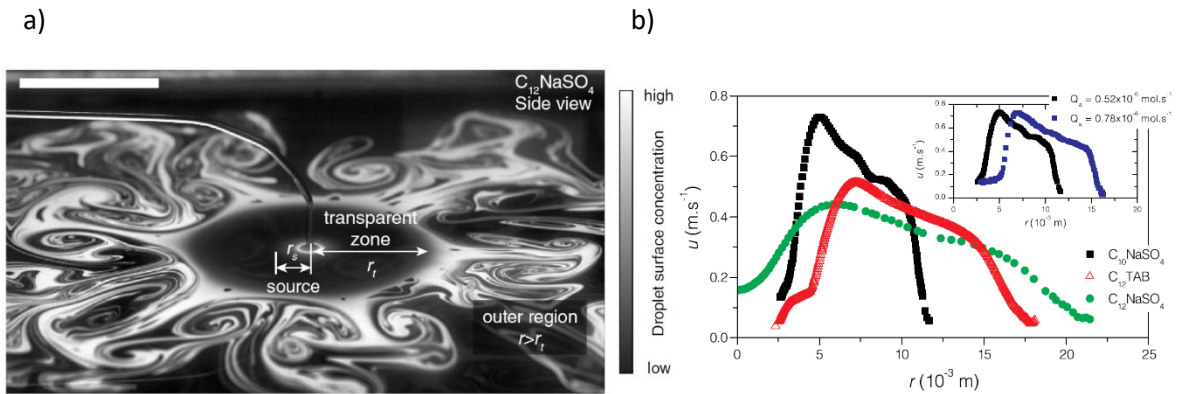 a)
b)
C12NaSO4
Side view
transparent
zone
rs
rt
source
outer region
r>rt
high
Droplet surface concentration
low
0.8
0.6
0.4
0.2
0.0
u (m.s-1)
0
5
10
15
20
25
r (10-3 m)
C10NaSO4
C12TAB
C12NaSO4
Qa = 0.52x10-6 mol.s-1
Qa = 0.78x10-6 mol.s-1
0.8
0.6
0.4
0.2
0.0
u (m.s-1)
0
5
10
15
20
r (10-3 m)